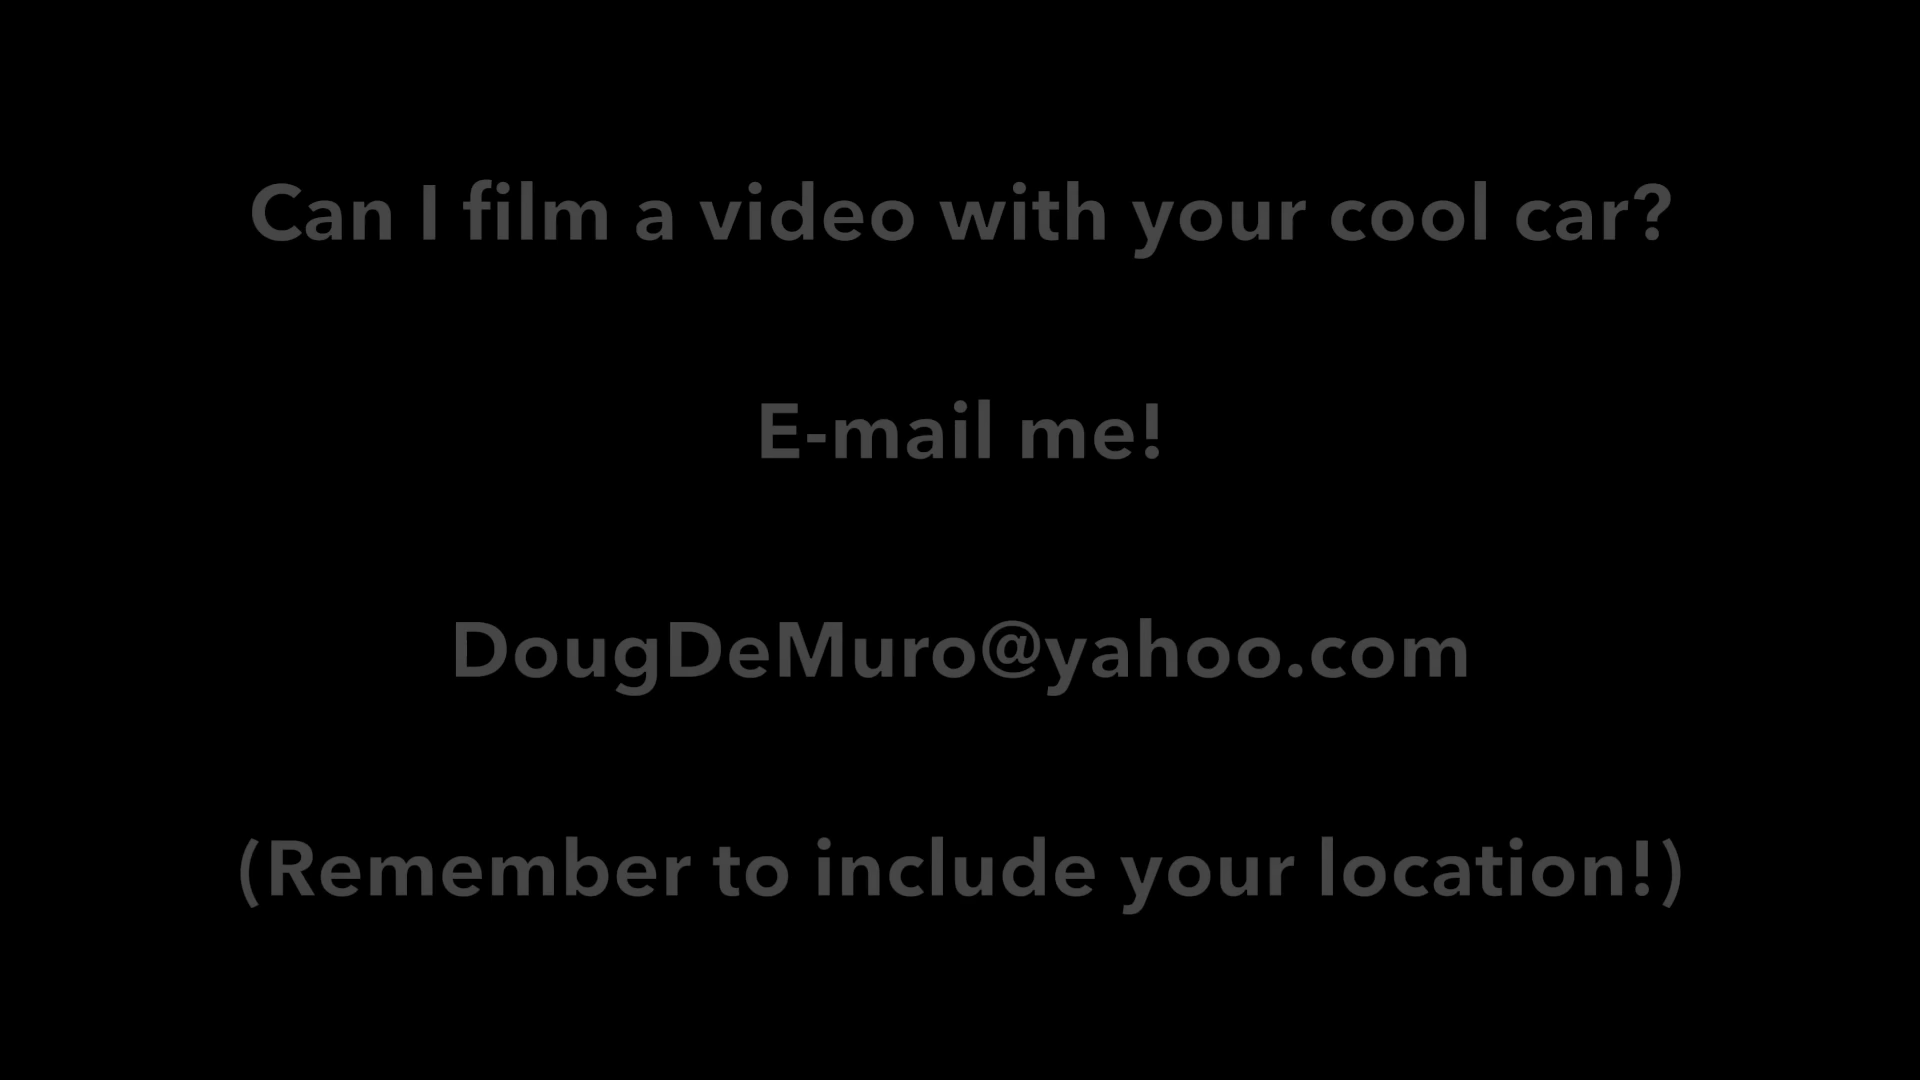 Can I film a video with your cool car?
E-mail me!
DougDeMuro@yahoo.com
(Remember to include your location!)